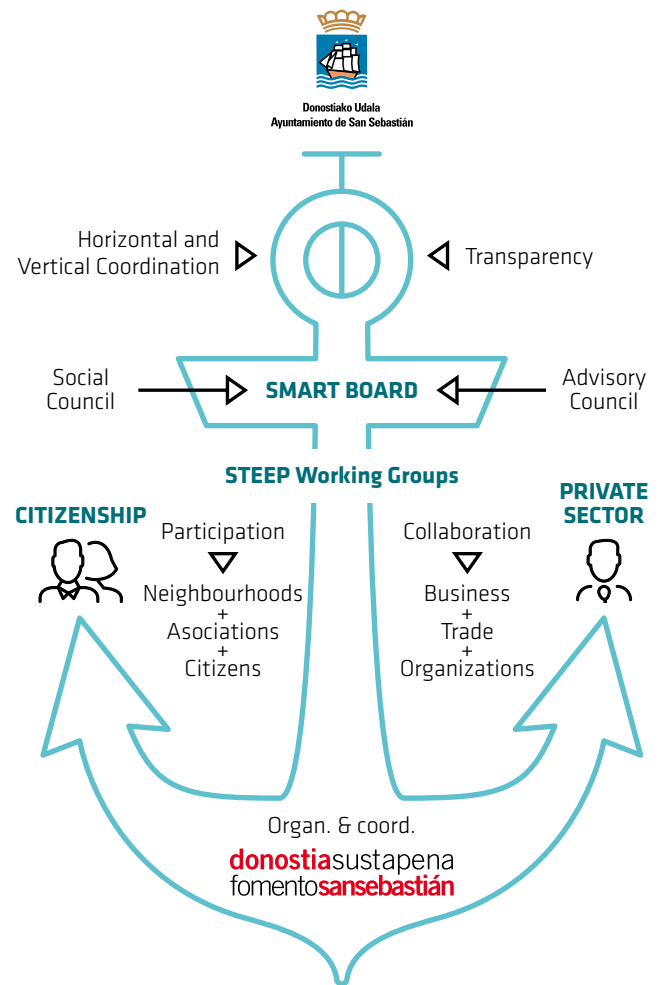 Donostiako Udala
Ayuntamiento de San Sebastián
Horizontal and
Vertical Coordination
Transparency
Social
Council
SMART BOARD
Advisory
Council
STEEP Working Groups
CITIZENSHIP
PRIVATE
SECTOR
Participation
Neighbourhoods
+
Asociations
+
Citizens
Collaboration
Business
+
Trade
+
Organizations
Organ. & coord.
donostiasustapena
fomentosansebastián